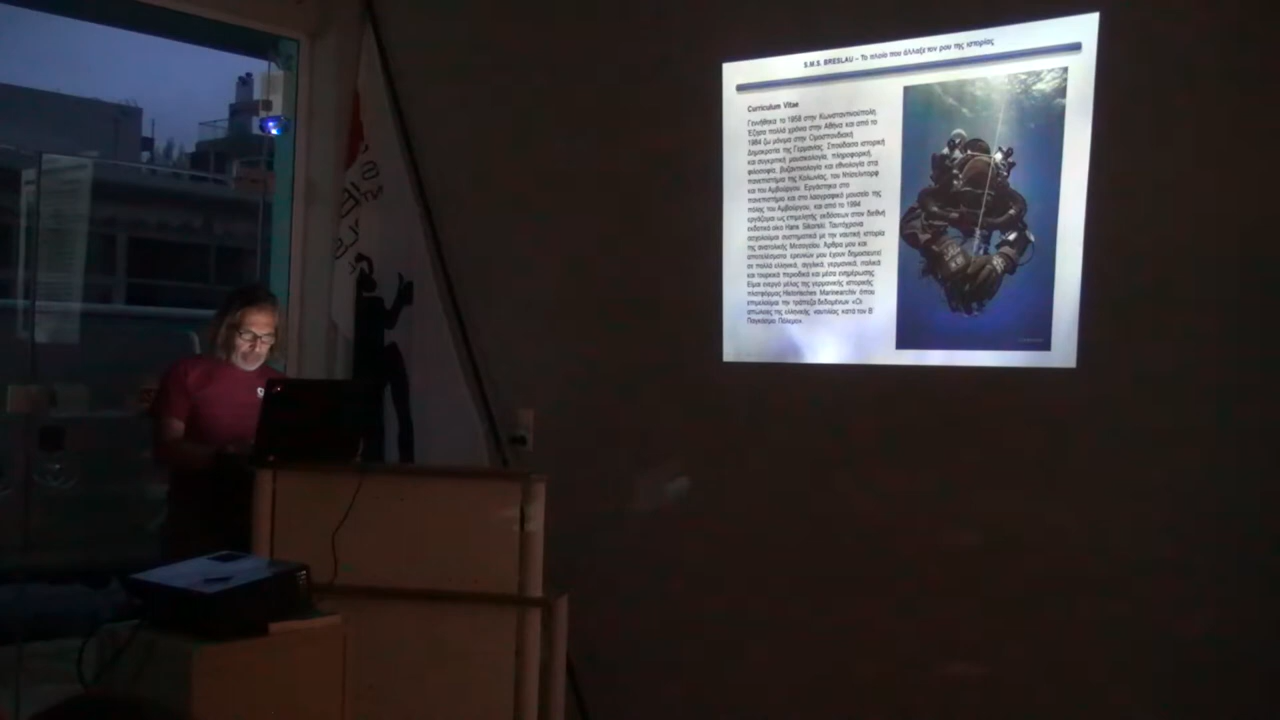 S.M.S. BRESLAU – Το πλοίο που άλλαξε τον ρου της ιστορίας
Curriculum Vitae
Γεννήθηκα το 1958 στην Κωνσταντινούπολη.
Έζησα πολλά χρόνια στην Αθήνα και από το
1984 ζω μόνιμα στην Ομοσπονδιακή
Δημοκρατία της Γερμανίας. Σπούδασα ιστορική
και συγκριτική μουσικολογία, πληροφορική,
φιλοσοφία, βυζαντινολογία και εθνολογία στα
πανεπιστήμια της Κολωνίας, του Ντίσελντορφ
και του Αμβούργου. Εργάστηκα στο
πανεπιστήμιο και στο λαογραφικό μουσείο της
πόλης του Αμβούργου, και από το 1994
εργάζομαι ως επιμελητής εκδόσεων στον διεθνή
εκδοτικό οίκο Hans Sikorski. Ταυτόχρονα
ασχολούμαι συστηματικά με την ναυτική ιστορία
της ανατολικής Μεσογείου. Άρθρα μου και
αποτελέσματα ερευνών μου έχουν δημοσιευτεί
σε πολλά ελληνικά, αγγλικά, γερμανικά, ιταλικά
και τουρκικά περιοδικά και μέσα ενημέρωσης.
Είμαι ενεργό μέλος της γερμανικής ιστορικής
πλατφόρμας Historisches Marinearchiv όπου
επιμελούμαι την τράπεζα δεδομένων «Οι
απώλειες της ελληνικής ναυτιλίας κατά τον Β΄
Παγκόσμιο Πόλεμο».